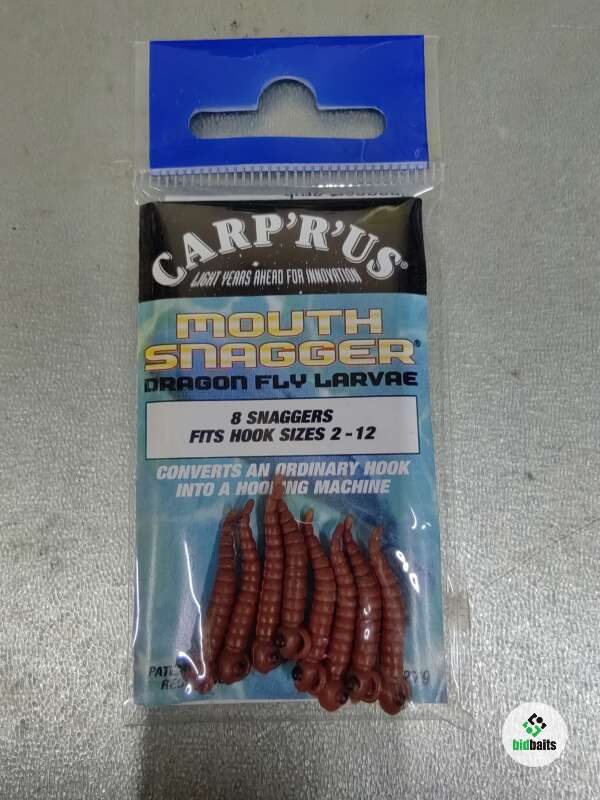 CARP'R'US®
LIGHT YEARS AHEAD FOR INNOVATION
MOUTH
SNAGGER®
DRAGON FLY LARVAE
8 SNAGGERS
FITS HOOK SIZES 2-12
CONVERTS AN ORDINARY HOOK
INTO A HOOKING MACHINE
bidbaits